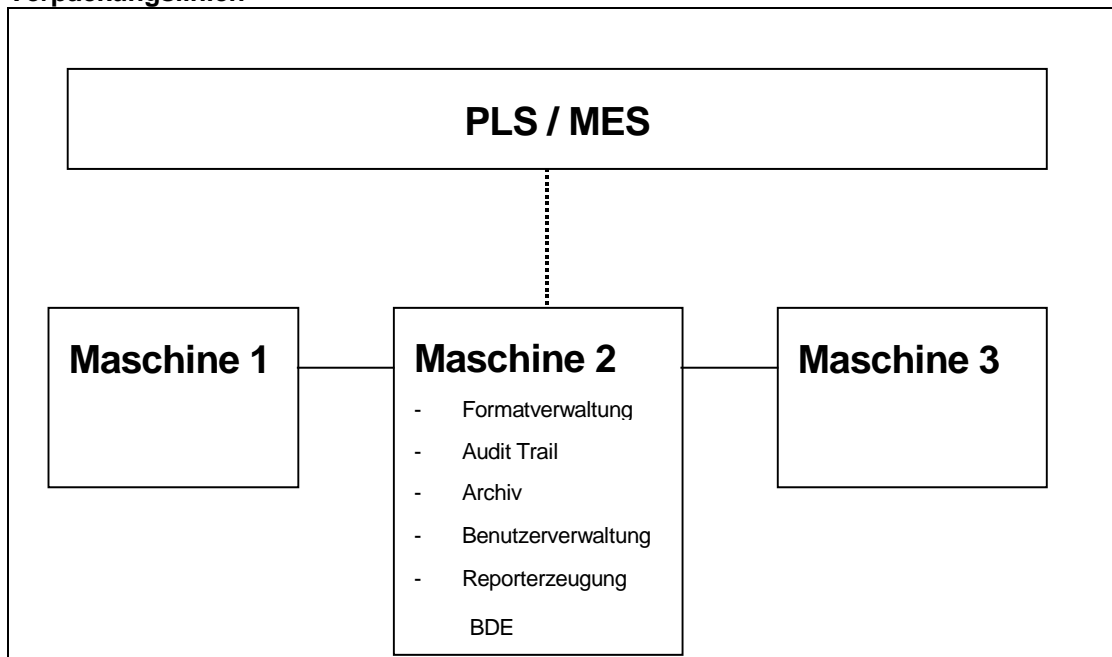 PLS / MES
Maschine 1
Maschine 2
- Formatverwaltung
- Audit Trail
- Archiv
- Benutzerverwaltung
- Reporterzeugung
BDE
Maschine 3